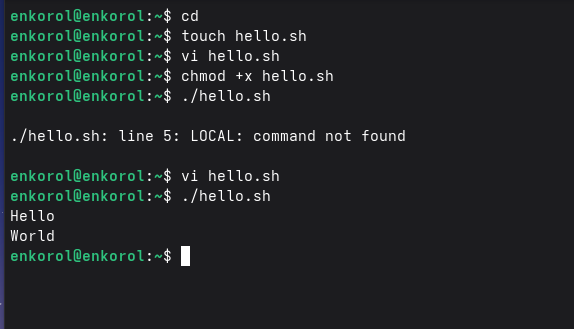 enkorol@enkorol:~$ cd
enkorol@enkorol:~$ touch hello.sh
enkorol@enkorol:~$ vi hello.sh
enkorol@enkorol:~$ chmod +x hello.sh
enkorol@enkorol:~$ ./hello.sh
./hello.sh: line 5: LOCAL: command not found
enkorol@enkorol:~$ vi hello.sh
enkorol@enkorol:~$ ./hello.sh
Hello
World
enkorol@enkorol:~$